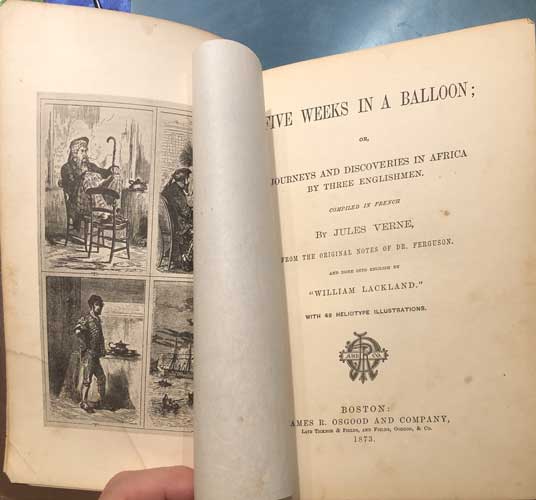 FIVE WEEKS IN A BALLOON;
OR,
JOURNEYS AND DISCOVERIES IN AFRICA
BY THREE ENGLISHMEN.
COMPILED IN FRENCH
BY JULES VERNE,
FROM THE ORIGINAL NOTES OF DR. FERGUSON.
AND DONE INTO ENGLISH BY
"WILLIAM LACKLAND."
WITH 48 HELIOTYPE ILLUSTRATIONS.
BOSTON:
AMES R. OSGOOD AND COMPANY,
LATE TICKNOR & FIELDS, AND FIELDS, OSGOOD, & CO.
1873.